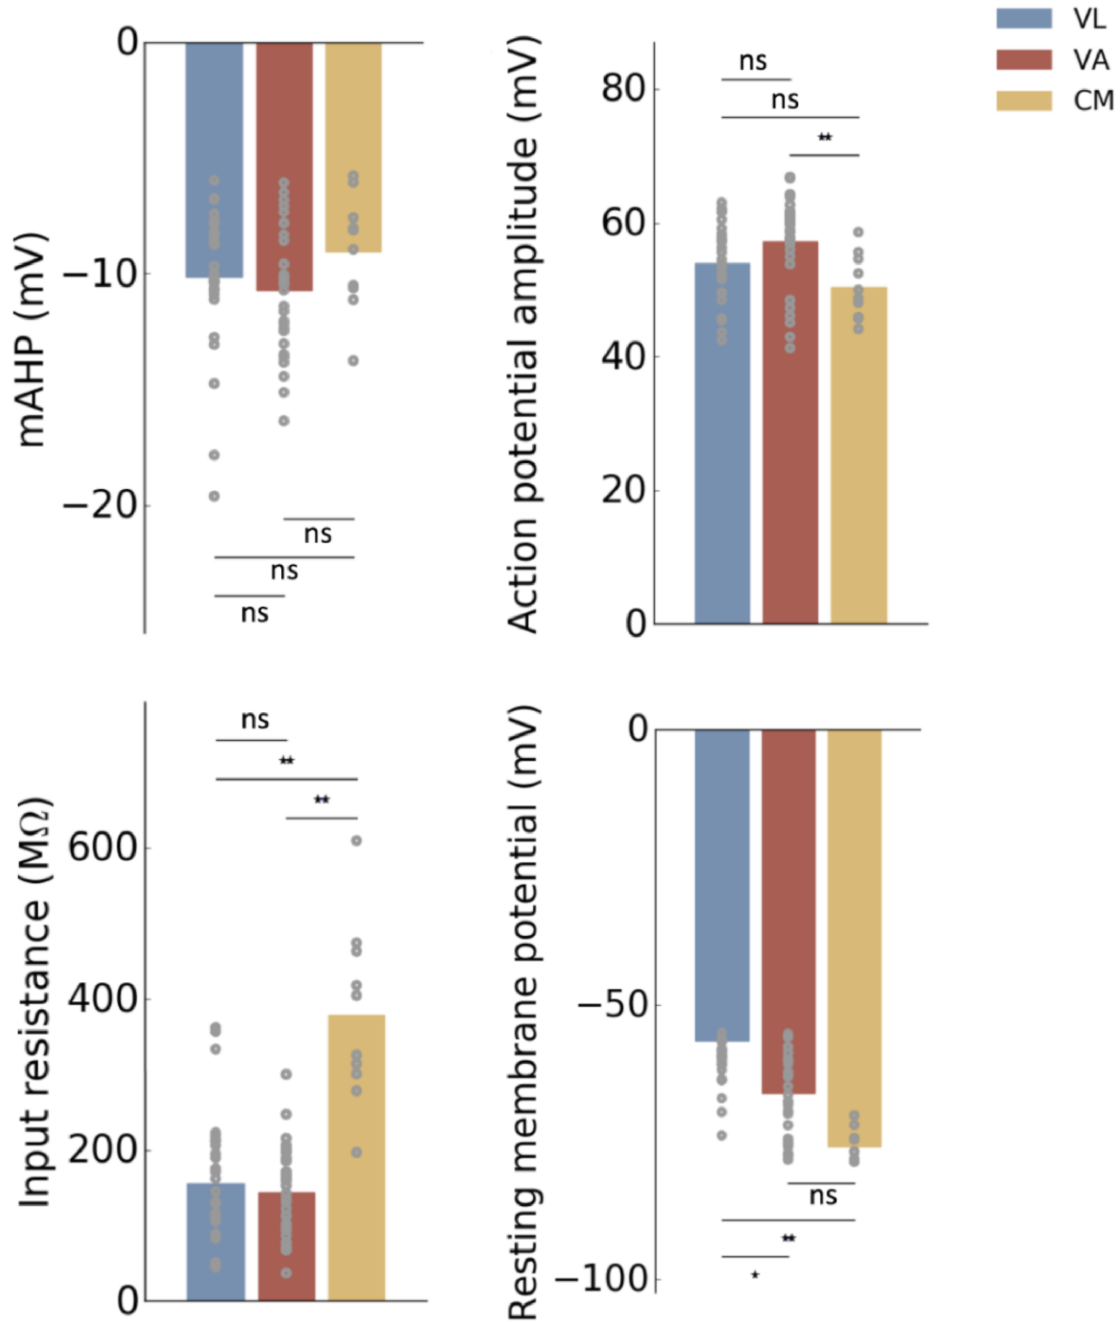 VL
VA
CM
mAHP (mV)
0
−10
−20
ns
ns
ns
Action potential amplitude (mV)
80
60
40
20
0
ns
ns
**
Input resistance (MΩ)
600
400
200
0
ns
**
**
Resting membrane potential (mV)
0
−50
−100
ns
**
*